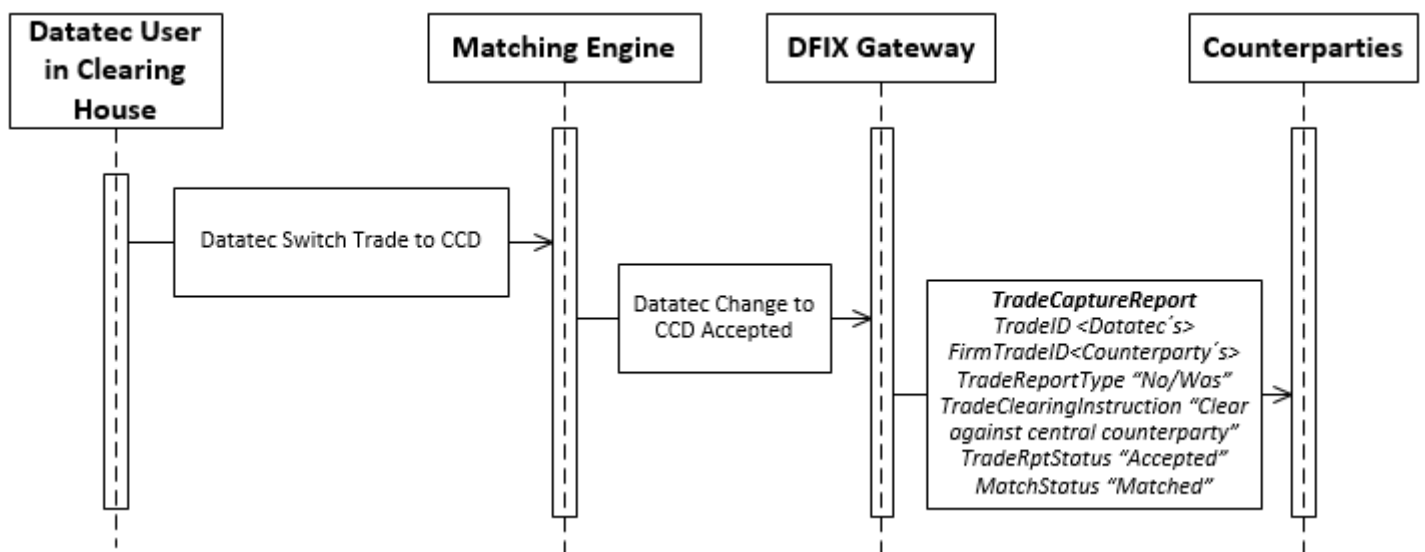 Datatec User
in Clearing
House
Matching Engine
DFIX Gateway
Counterparties
Datatec Switch Trade to CCD
Datatec Change to
CCD Accepted
TradeCaptureReport
TradeID <Datatec´s>
FirmTradeID<Counterparty´s>
TradeReportType “No/Was”
TradeClearingInstruction “Clear
against central counterparty”
TradeRptStatus “Accepted”
MatchStatus “Matched”